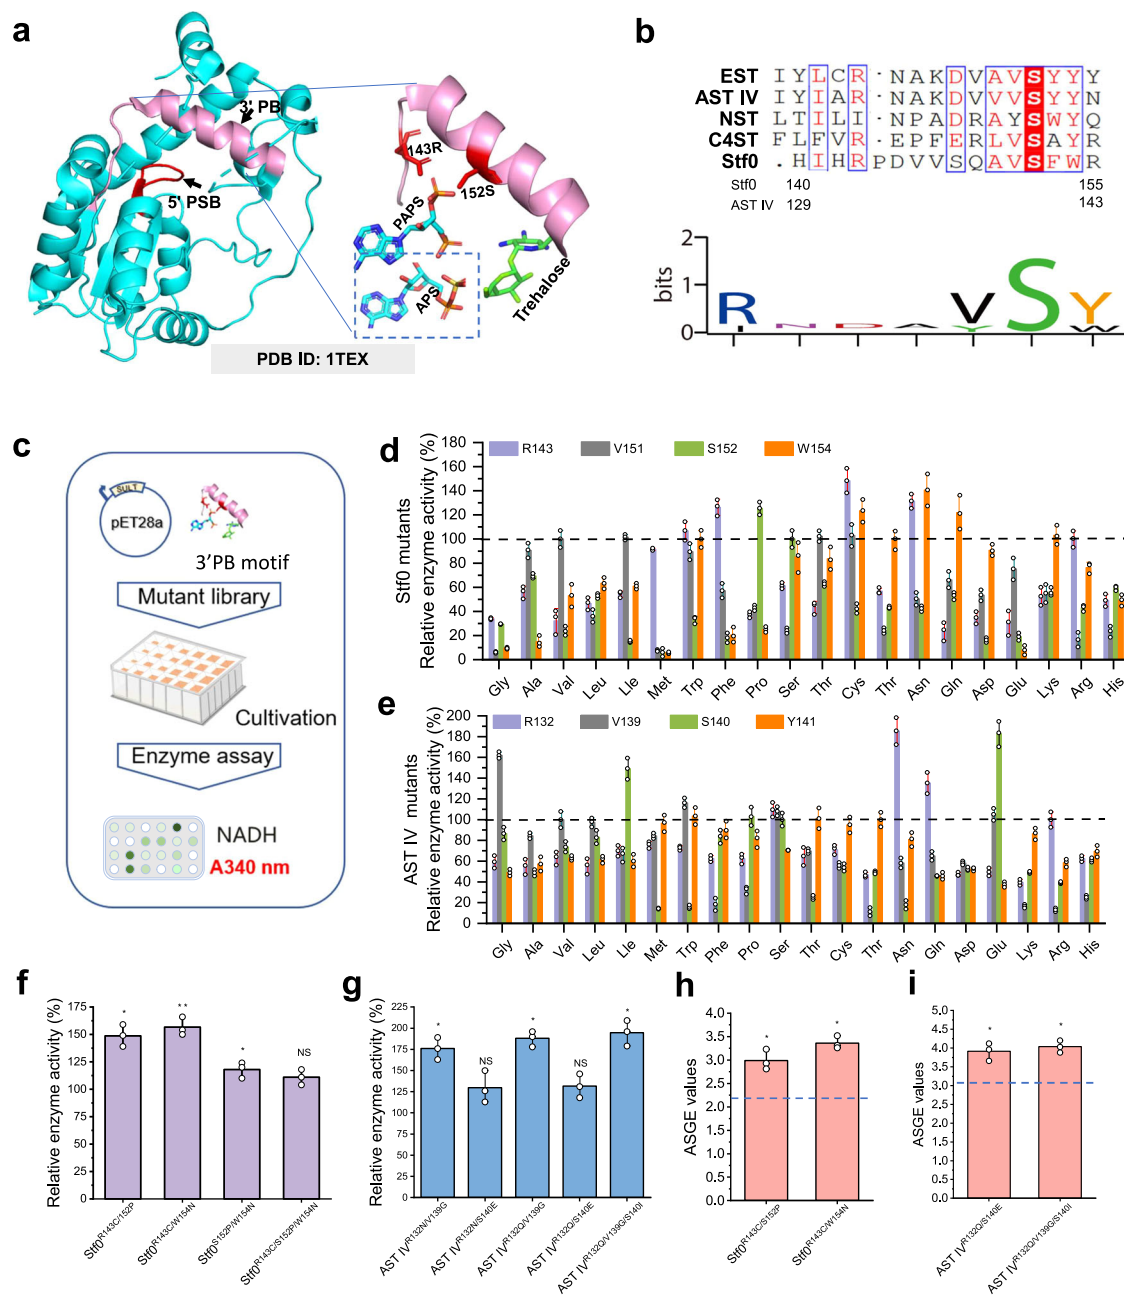 a
3' PB
5' PSB
143R
152S
PAPS
APS
Trehalose
PDB ID: 1TEX
b
EST I Y L C R · N A K D V A V S Y Y Y
AST IV I Y I A R · N A K D V V V S Y Y N
NST L T I L I · N P A D R A Y S W Y Q
C4ST F L F V R · E P F E R L V S A Y R
Stf0 . H I H R P D V V S Q A V S F W R
Stf0 140 155
AST IV 129 143
bits
2
1
0
R N D A V Y S Y W
c
SULT
pET28a
3'PB motif
Mutant library
Cultivation
Enzyme assay
NADH
A340 nm
d
Stf0 mutants
Relative enzyme activity (%)
180
160
140
120
100
80
60
40
20
0
R143 V151 S152 W154
Gly Ala Val Leu Lle Met Trp Phe Pro Ser Thr Cys Thr Asn Gln Asp Glu Lys Arg His
e
AST IV mutants
Relative enzyme activity (%)
200
180
160
140
120
100
80
60
40
20
0
R132 V139 S140 Y141
Gly Ala Val Leu Lle Met Trp Phe Pro Ser Thr Cys Thr Asn Gln Asp Glu Lys Arg His
f
Relative enzyme activity (%)
175
150
125
100
75
50
25
0
* ** * NS
Stf0R143C/152P
Stf0R143C/W154N
Stf0S152P/W154N
Stf0R143C/S152P/W154N
g
Relative enzyme activity (%)
225
200
175
150
125
100
75
50
25
0
* NS * NS *
AST IVR132N/V139G
AST IVR132N/S140E
AST IVR132Q/V139G
AST IVR132Q/S140E
AST IVR132Q/V139G/S140I
h
ASGE values
4.0
3.5
3.0
2.5
2.0
1.5
1.0
0.5
0.0
* *
Stf0R143C/S152P
Stf0R143C/W154N
i
ASGE values
5.0
4.5
4.0
3.5
3.0
2.5
2.0
1.5
1.0
0.5
0.0
* *
AST IVR132Q/S140E
AST IVR132Q/V139G/S140I